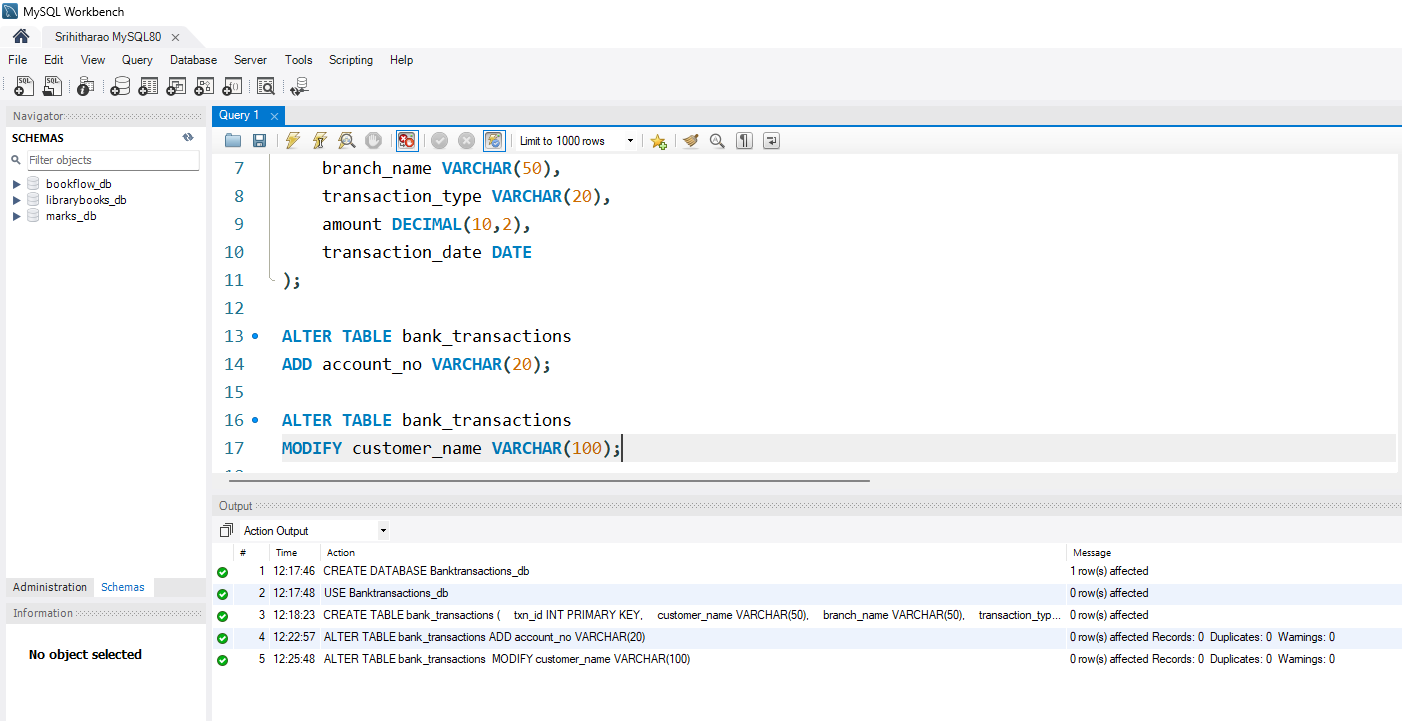 MySQL Workbench
Srihitharao MySQL80
File Edit View Query Database Server Tools Scripting Help
Navigator
SCHEMAS
Filter objects
bookflow_db
librarybooks_db
marks_db
Administration Schemas
Information
No object selected
Query 1
Limit to 1000 rows
7 branch_name VARCHAR(50),
8 transaction_type VARCHAR(20),
9 amount DECIMAL(10,2),
10 transaction_date DATE
11 );
12
13 ALTER TABLE bank_transactions
14 ADD account_no VARCHAR(20);
15
16 ALTER TABLE bank_transactions
17 MODIFY customer_name VARCHAR(100);
Output
Action Output
# Time Action Message
1 12:17:46 CREATE DATABASE Banktransactions_db 1 row(s) affected
2 12:17:48 USE Banktransactions_db 0 row(s) affected
3 12:18:23 CREATE TABLE bank_transactions ( txn_id INT PRIMARY KEY, customer_name VARCHAR(50), branch_name VARCHAR(50), transaction_typ... 0 row(s) affected
4 12:22:57 ALTER TABLE bank_transactions ADD account_no VARCHAR(20) 0 row(s) affected Records: 0 Duplicates: 0 Warnings: 0
5 12:25:48 ALTER TABLE bank_transactions MODIFY customer_name VARCHAR(100) 0 row(s) affected Records: 0 Duplicates: 0 Warnings: 0